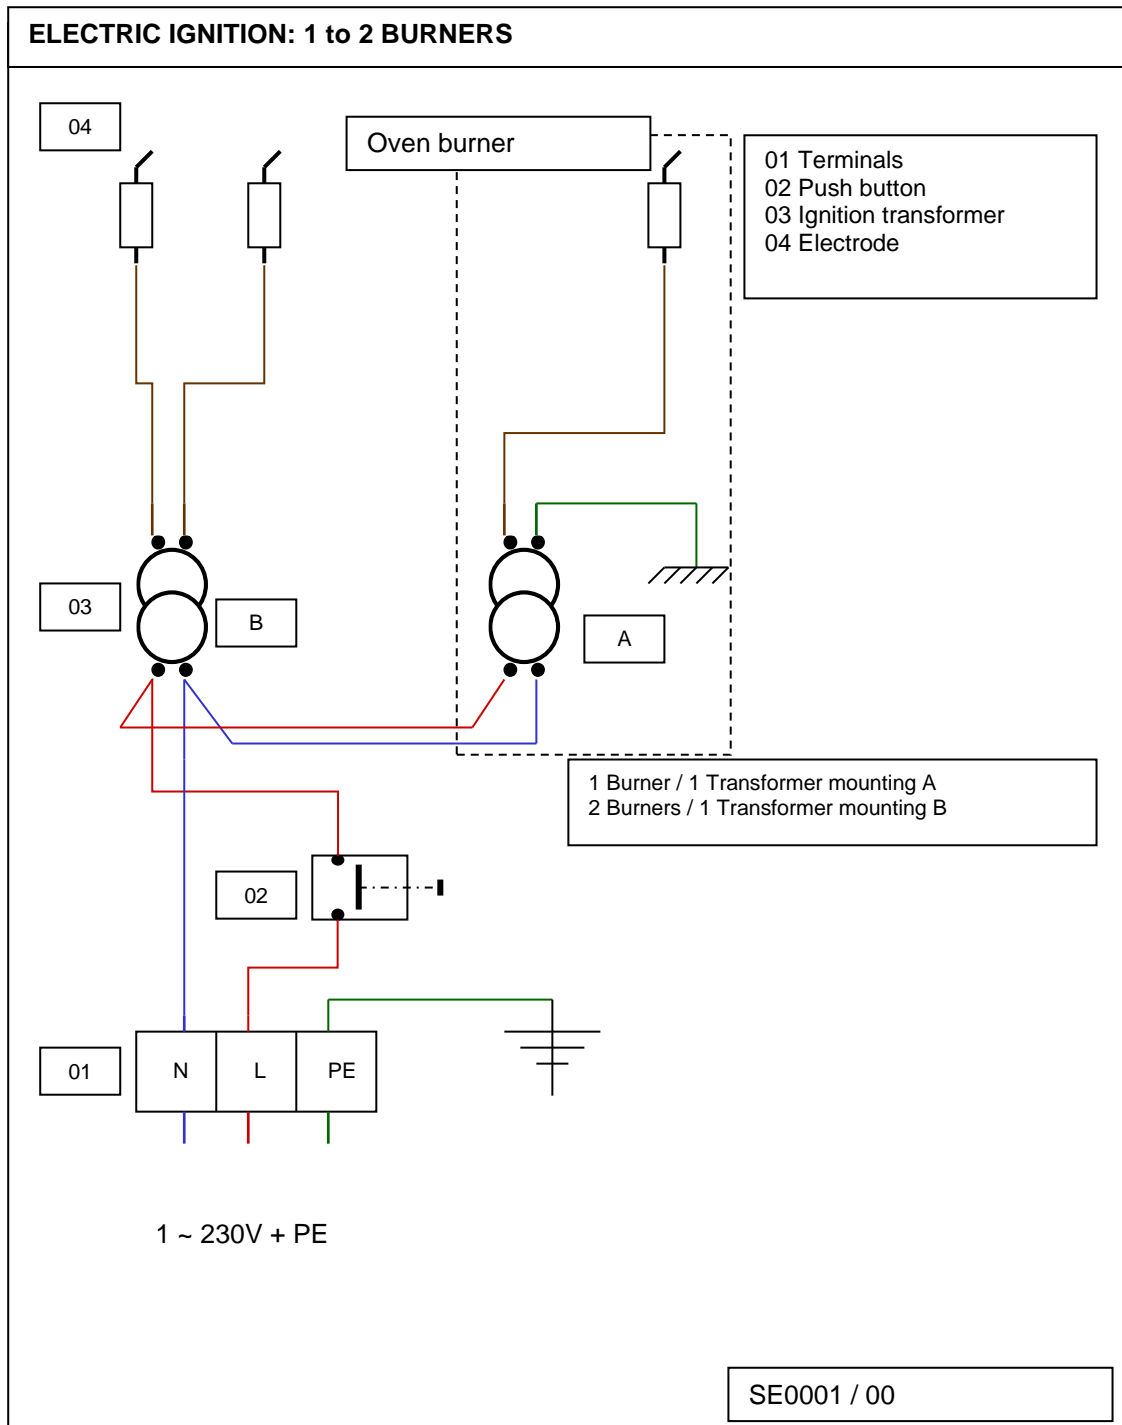 ELECTRIC IGNITION: 1 to 2 BURNERS
04
Oven burner
01 Terminals
02 Push button
03 Ignition transformer
04 Electrode
03
B
A
1 Burner / 1 Transformer mounting A
2 Burners / 1 Transformer mounting B
02
01
N
L
PE
1 ~ 230V + PE
SE0001 / 00